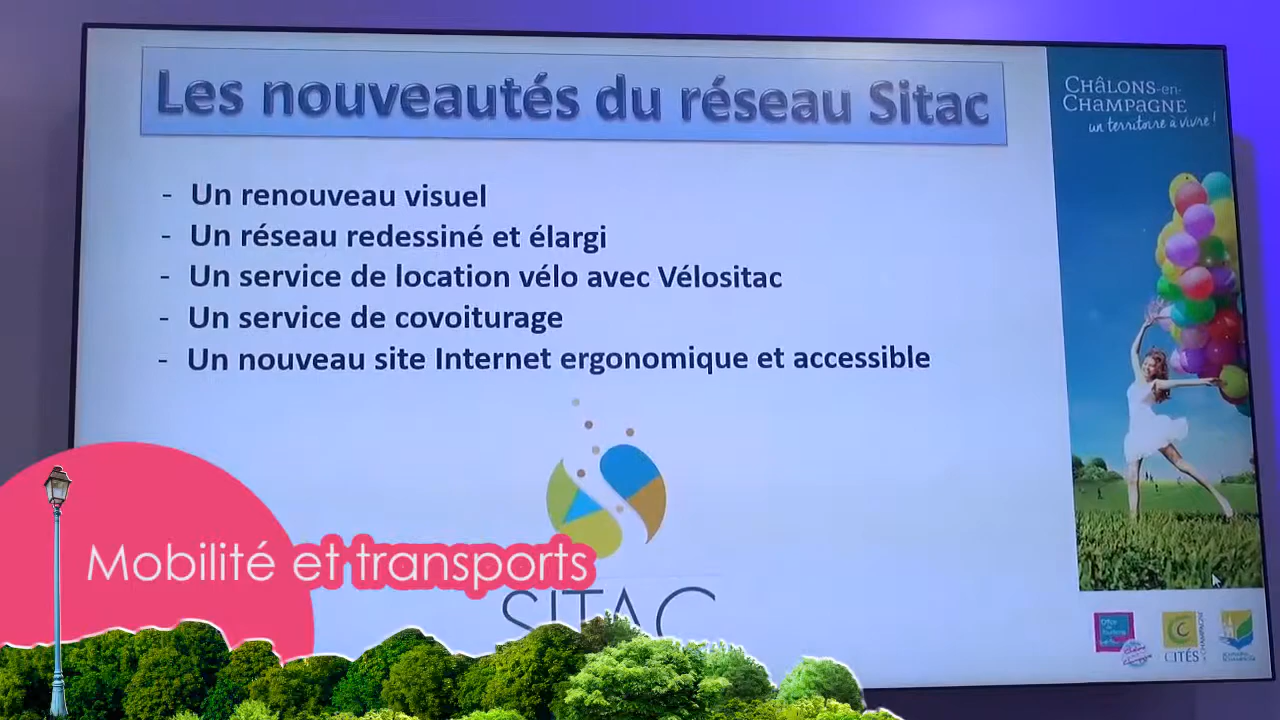 Les nouveautés du réseau Sitac
CHÂLONS-EN-
CHAMPAGNE
un territoire à vivre !
- Un renouveau visuel
- Un réseau redessiné et élargi
- Un service de location vélo avec Vélositac
- Un service de covoiturage
- Un nouveau site Internet ergonomique et accessible
Mobilité et transports
SITAC
CITÉS